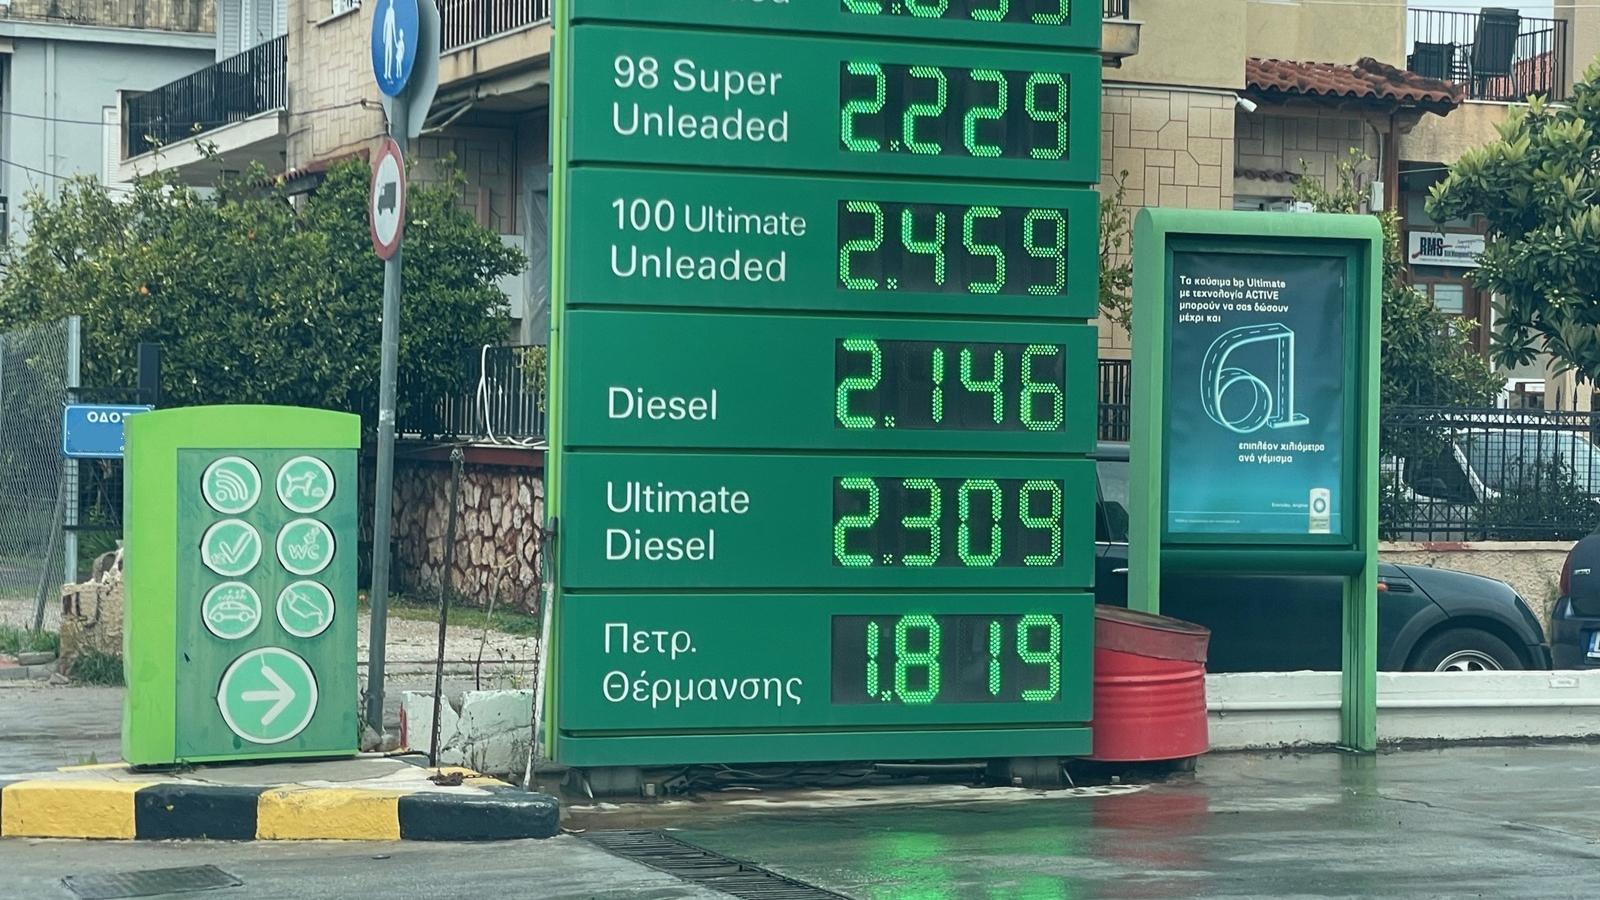 98 Super
Unleaded
2.229
100 Ultimate
Unleaded
2.459
Diesel
2.146
Ultimate
Diesel
2.309
Πετρ.
Θέρμανσης
1.819
ΟΔΟΣ
WC
Τα καύσιμα bp Ultimate
με τεχνολογία ACTIVE
μπορούν να σας δώσουν
μέχρι και
επιπλέον χιλιόμετρα
ανά γέμισμα
RMS